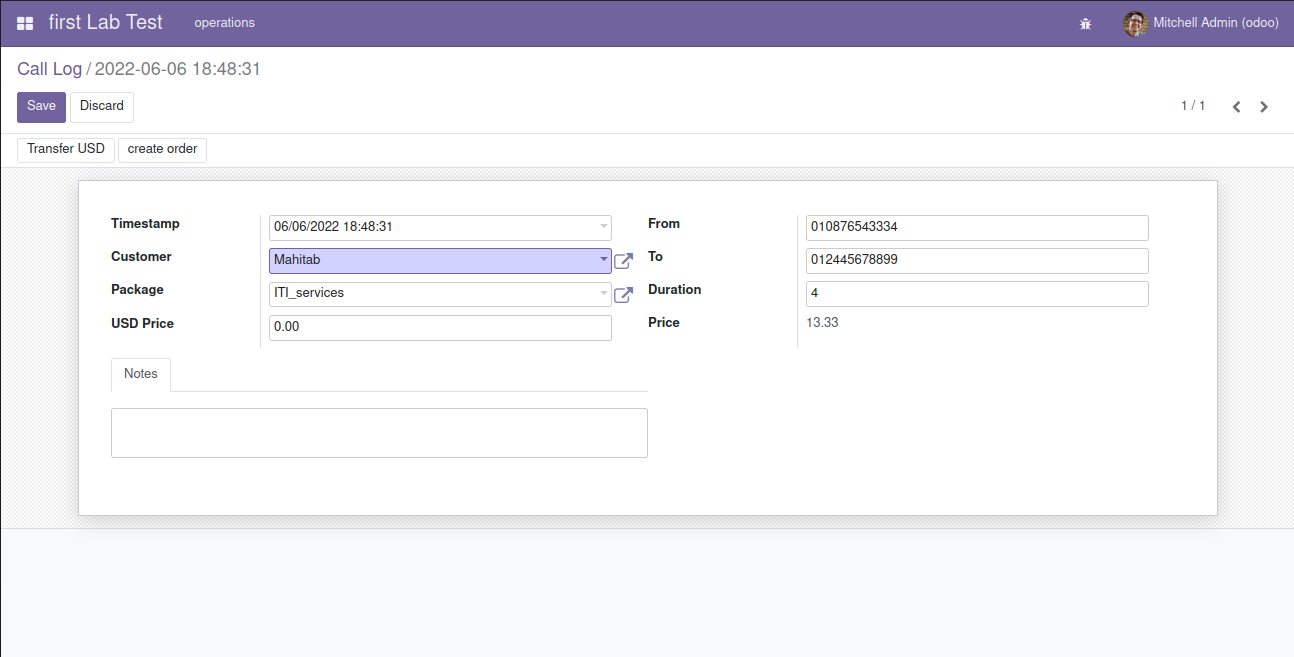 first Lab Test operations Mitchell Admin (odoo)
Call Log / 2022-06-06 18:48:31
Save Discard 1 / 1
Transfer USD create order
Timestamp 06/06/2022 18:48:31 From 010876543334
Customer Mahitab To 012445678899
Package ITI_services Duration 4
USD Price 0.00 Price 13.33
Notes